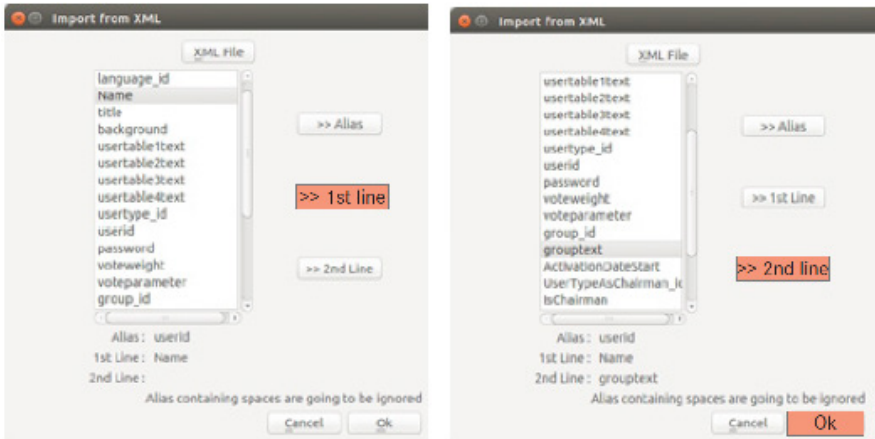 Import from XML
XML File
language_id
Name
title
background
usertable1text
usertable2text
usertable3text
usertable4text
usertype_id
userid
password
voteweight
voteparameter
group_id
>> Alias
>> 1st line
>> 2nd Line
Alias : userid
1st Line : Name
2nd Line :
Alias containing spaces are going to be ignored
Cancel
Ok
Import from XML
XML File
usertable1text
usertable2text
usertable3text
usertable4text
usertype_id
userid
password
voteweight
voteparameter
group_id
grouptext
ActivationDateStart
UserTypeAsChairman_Ic
IsChairman
>> Alias
>> 1st Line
>> 2nd line
Alias : userid
1st Line : Name
2nd Line : grouptext
Alias containing spaces are going to be ignored
Cancel
Ok